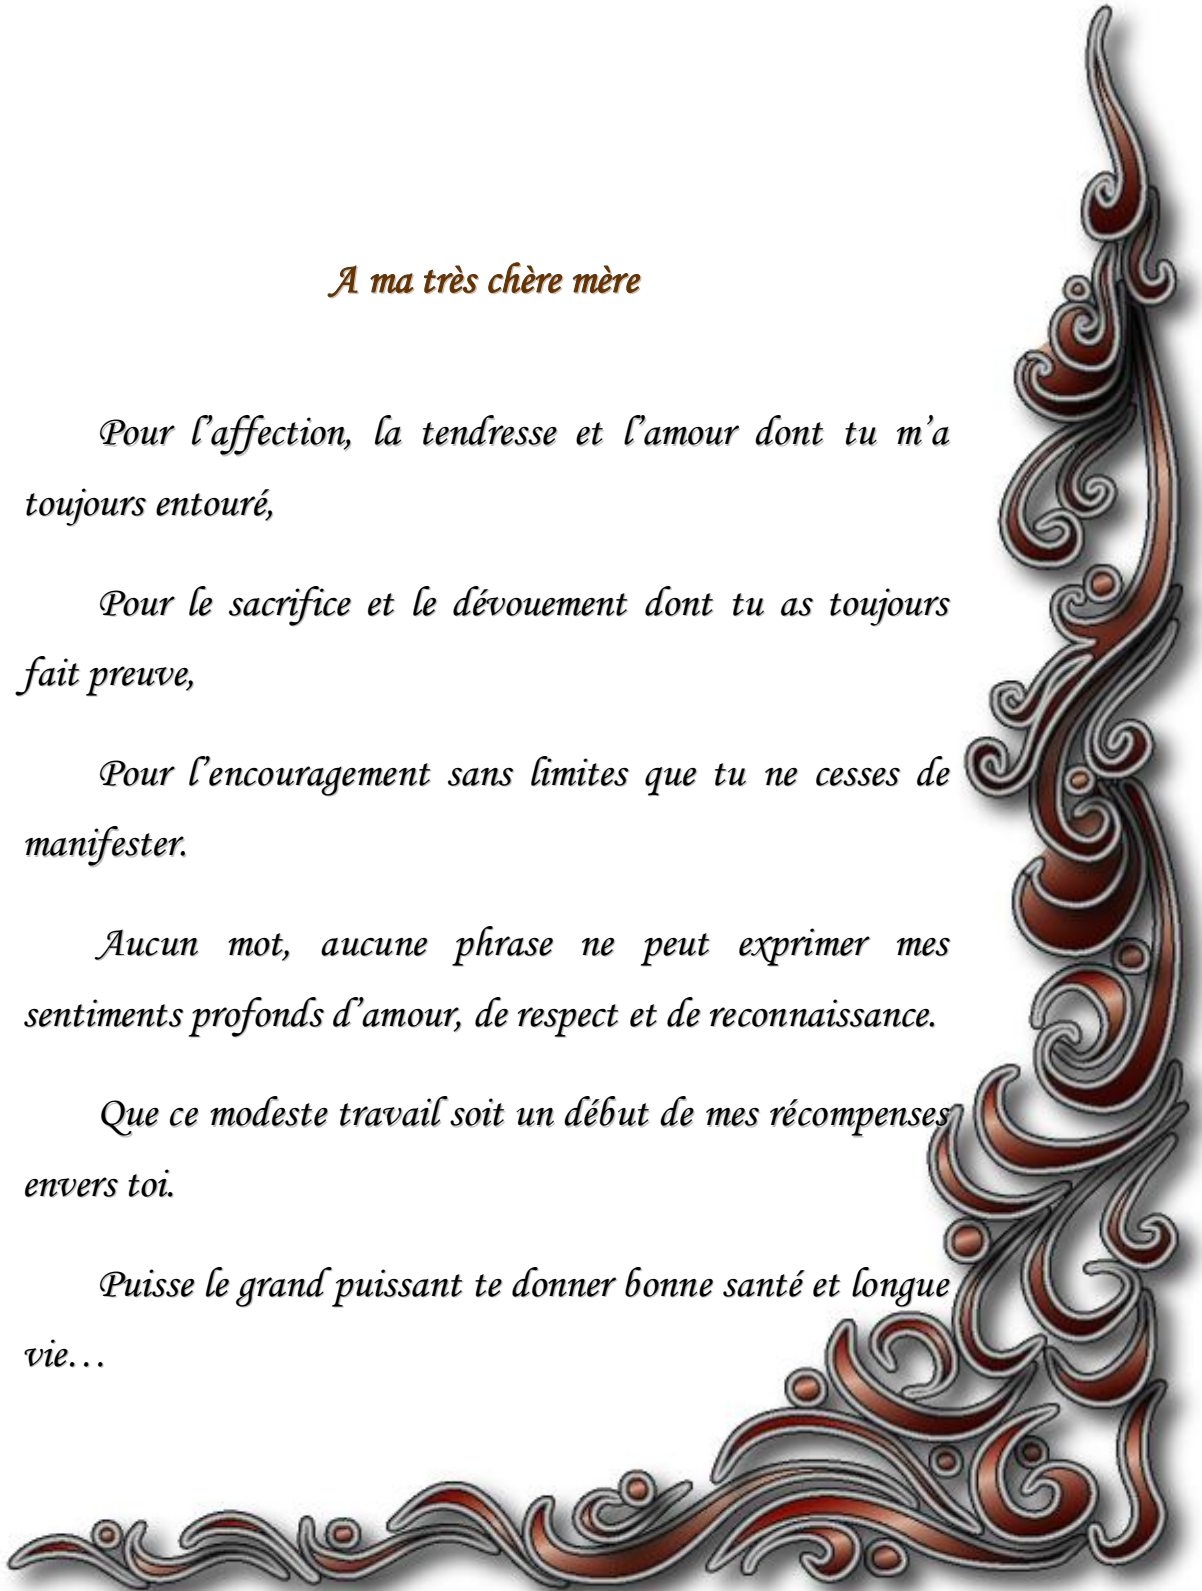 A ma très chère mère
Pour l’affection, la tendresse et l’amour dont tu m’a
toujours entouré,
Pour le sacrifice et le dévouement dont tu as toujours
fait preuve,
Pour l’encouragement sans limites que tu ne cesses de
manifester.
Aucun mot, aucune phrase ne peut exprimer mes
sentiments profonds d’amour, de respect et de reconnaissance.
Que ce modeste travail soit un début de mes récompenses
envers toi.
Puisse le grand puissant te donner bonne santé et longue
vie…